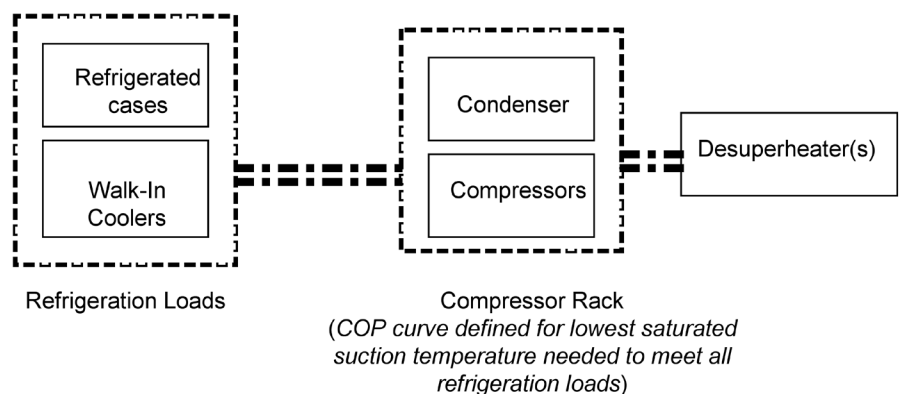 Refrigerated
cases
Walk-In
Coolers
Refrigeration Loads
Condenser
Compressors
Compressor Rack
(COP curve defined for lowest saturated
suction temperature needed to meet all
refrigeration loads)
Desuperheater(s)